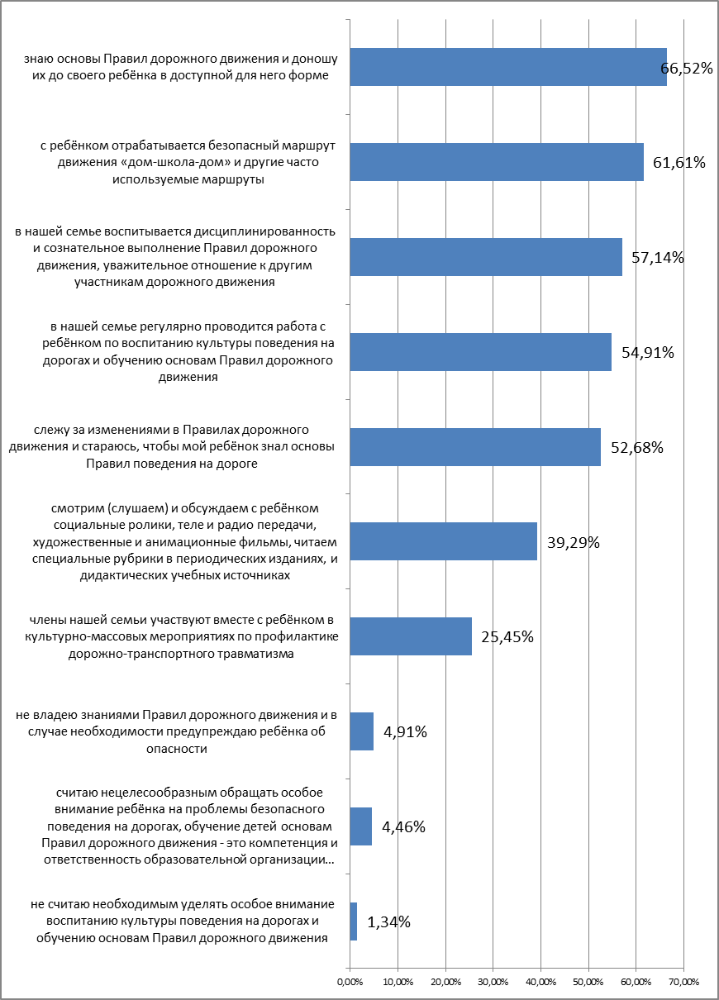 знаю основы Правил дорожного движения и доношу
их до своего ребёнка в доступной для него форме
66,52%
с ребёнком отрабатывается безопасный маршрут
движения «дом-школа-дом» и другие часто
используемые маршруты
61,61%
в нашей семье воспитывается дисциплинированность
и сознательное выполнение Правил дорожного
движения, уважительное отношение к другим
участникам дорожного движения
57,14%
в нашей семье регулярно проводится работа с
ребёнком по воспитанию культуры поведения на
дорогах и обучению основам Правил дорожного
движения
54,91%
слежу за изменениями в Правилах дорожного
движения и стараюсь, чтобы мой ребёнок знал основы
Правил поведения на дороге
52,68%
смотрим (слушаем) и обсуждаем с ребёнком
социальные ролики, теле и радио передачи,
художественные и анимационные фильмы, читаем
специальные рубрики в периодических изданиях, и
дидактических учебных источниках
39,29%
члены нашей семьи участвуют вместе с ребёнком в
культурно-массовых мероприятиях по профилактике
дорожно-транспортного травматизма
25,45%
не владею знаниями Правил дорожного движения и в
случае необходимости предупреждаю ребёнка об
опасности
4,91%
считаю нецелесообразным обращать особое
внимание ребёнка на проблемы безопасного
поведения на дорогах, обучение детей основам
Правил дорожного движения - это компетенция и
ответственность образовательной организации...
4,46%
не считаю необходимым уделять особое внимание
воспитанию культуры поведения на дорогах и
обучению основам Правил дорожного движения
1,34%
0,00% 10,00% 20,00% 30,00% 40,00% 50,00% 60,00% 70,00%